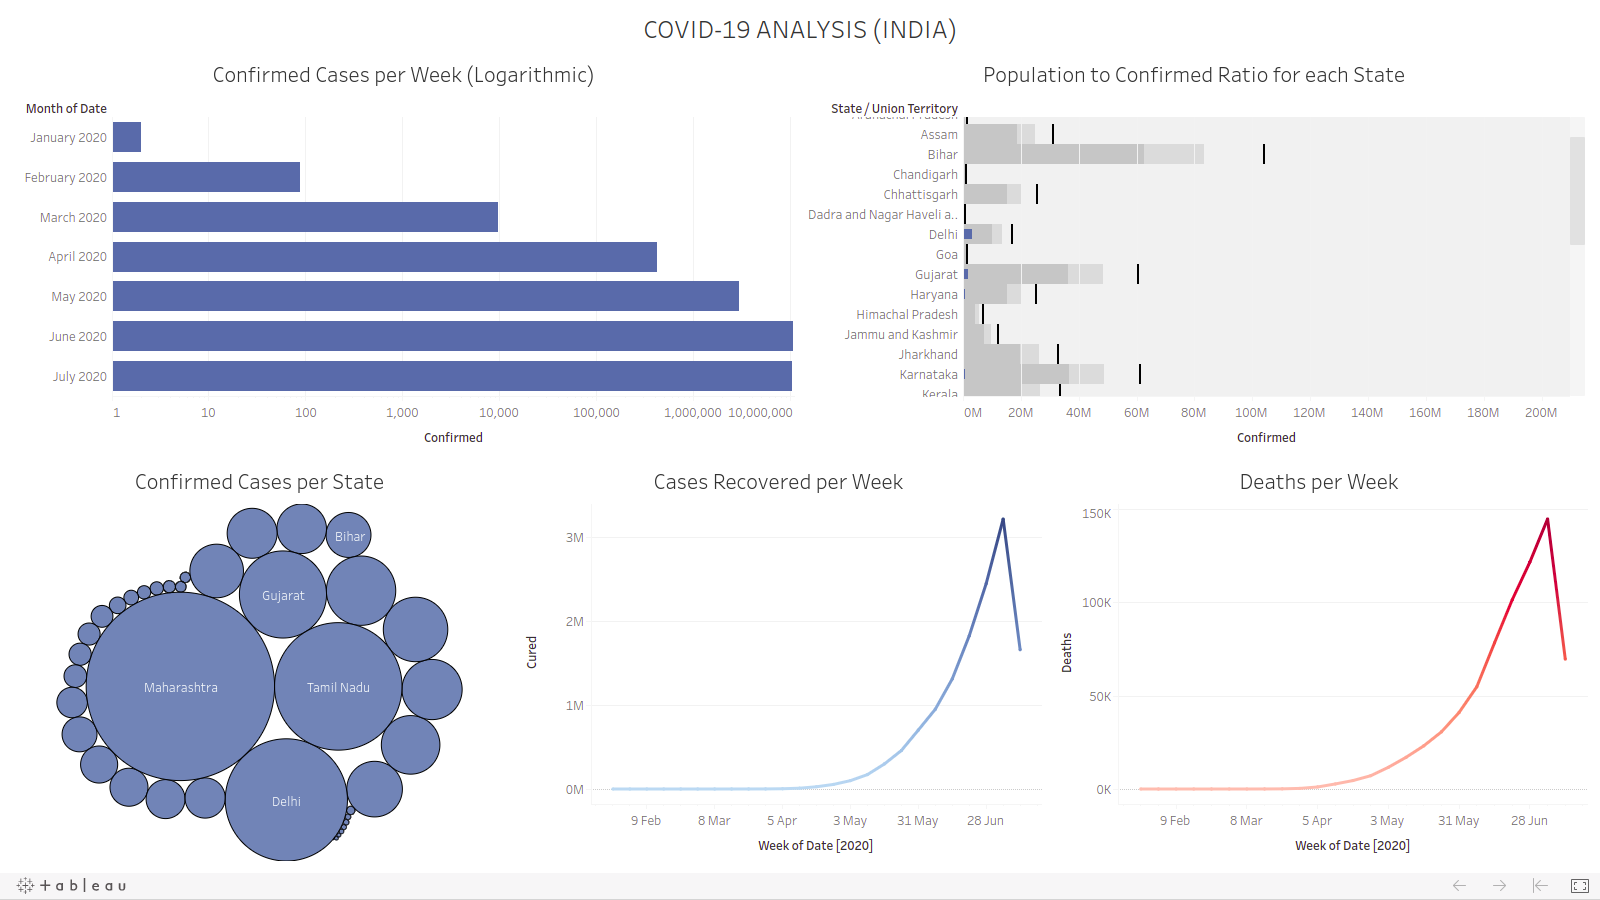 COVID-19 ANALYSIS (INDIA)
Confirmed Cases per Week (Logarithmic)
Month of Date
January 2020
February 2020
March 2020
April 2020
May 2020
June 2020
July 2020
1 10 100 1,000 10,000 100,000 1,000,000 10,000,000
Confirmed
Population to Confirmed Ratio for each State
State / Union Territory
Arunachal Pradesh
Assam
Bihar
Chandigarh
Chhattisgarh
Dadra and Nagar Haveli a..
Delhi
Goa
Gujarat
Haryana
Himachal Pradesh
Jammu and Kashmir
Jharkhand
Karnataka
Kerala
0M 20M 40M 60M 80M 100M 120M 140M 160M 180M 200M
Confirmed
Confirmed Cases per State
Bihar
Gujarat
Maharashtra
Tamil Nadu
Delhi
Cases Recovered per Week
Cured
3M
2M
1M
0M
9 Feb 8 Mar 5 Apr 3 May 31 May 28 Jun
Week of Date [2020]
Deaths per Week
Deaths
150K
100K
50K
0K
9 Feb 8 Mar 5 Apr 3 May 31 May 28 Jun
Week of Date [2020]
tableau